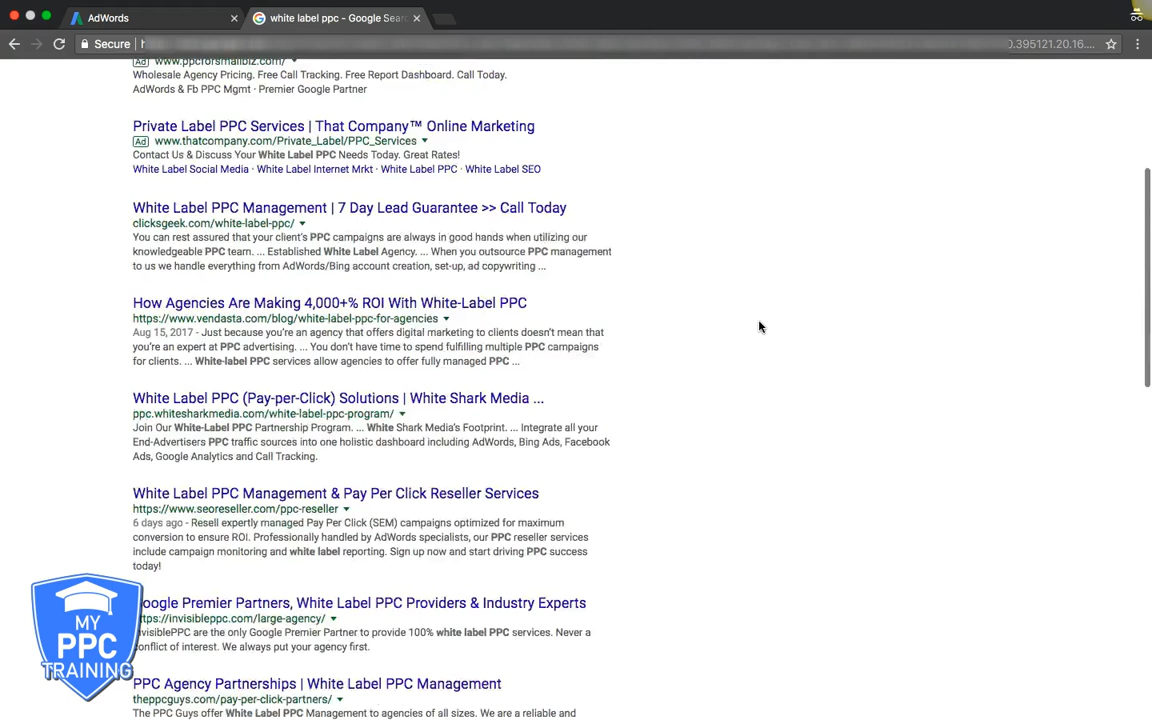 AdWords
white label ppc - Google Sear
Secure
0.395121.20.16....
Ad www.ppcforsmallbiz.com/
Wholesale Agency Pricing. Free Call Tracking. Free Report Dashboard. Call Today.
AdWords & Fb PPC Mgmt · Premier Google Partner
Private Label PPC Services | That Company™ Online Marketing
Ad www.thatcompany.com/Private_Label/PPC_Services
Contact Us & Discuss Your White Label PPC Needs Today. Great Rates!
White Label Social Media · White Label Internet Mrkt · White Label PPC · White Label SEO
White Label PPC Management | 7 Day Lead Guarantee >> Call Today
clicksgeek.com/white-label-ppc/
You can rest assured that your client's PPC campaigns are always in good hands when utilizing our
knowledgeable PPC team. ... Established White Label Agency. ... When you outsource PPC management
to us we handle everything from AdWords/Bing account creation, set-up, ad copywriting ...
How Agencies Are Making 4,000+% ROI With White-Label PPC
https://www.vendasta.com/blog/white-label-ppc-for-agencies
Aug 15, 2017 - Just because you're an agency that offers digital marketing to clients doesn't mean that
you're an expert at PPC advertising. ... You don't have time to spend fulfilling multiple PPC campaigns
for clients. ... White-label PPC services allow agencies to offer fully managed PPC ...
White Label PPC (Pay-per-Click) Solutions | White Shark Media ...
ppc.whitesharkmedia.com/white-label-ppc-program/
Join Our White-Label PPC Partnership Program. ... White Shark Media's Footprint. ... Integrate all your
End-Advertisers PPC traffic sources into one holistic dashboard including AdWords, Bing Ads, Facebook
Ads, Google Analytics and Call Tracking.
White Label PPC Management & Pay Per Click Reseller Services
https://www.seoreseller.com/ppc-reseller
6 days ago - Resell expertly managed Pay Per Click (SEM) campaigns optimized for maximum
conversion to ensure ROI. Professionally handled by AdWords specialists, our PPC reseller services
include campaign monitoring and white label reporting. Sign up now and start driving PPC success
today!
oogle Premier Partners, White Label PPC Providers & Industry Experts
ttps://invisibleppc.com/large-agency/
nvisiblePPC are the only Google Premier Partner to provide 100% white label PPC services. Never a
conflict of interest. We always put your agency first.
MY
PPC
TRAINING
PPC Agency Partnerships | White Label PPC Management
theppcguys.com/pay-per-click-partners/
The PPC Guys offer White Label PPC Management to agencies of all sizes. We are a reliable and